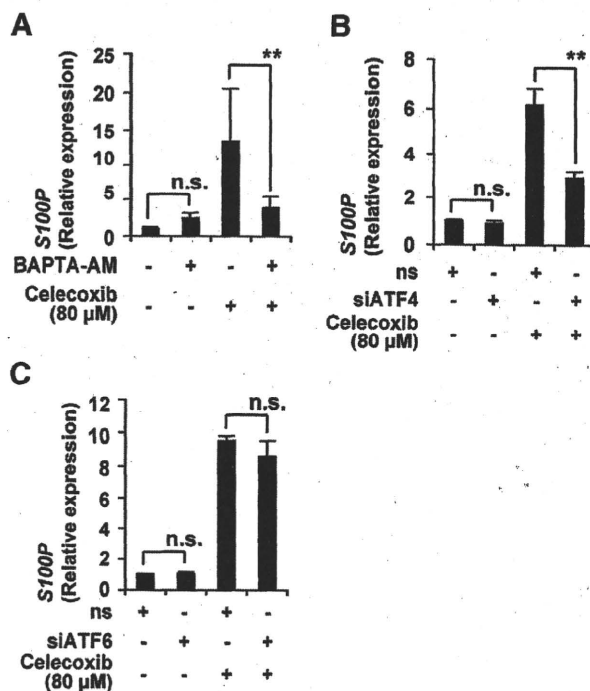 A
S100P
(Relative expression)
25
20
15
10
5
0
n.s.
**
BAPTA-AM - + - +
Celecoxib
(80 μM) - - + +
B
S100P
(Relative expression)
6
4
2
0
n.s.
**
ns + - + -
siATF4 - + - +
Celecoxib
(80 μM) - - + +
C
S100P
(Relative expression)
12
10
8
6
4
2
0
n.s.
n.s.
ns + - + -
siATF6 - + - +
Celecoxib
(80 μM) - - + +